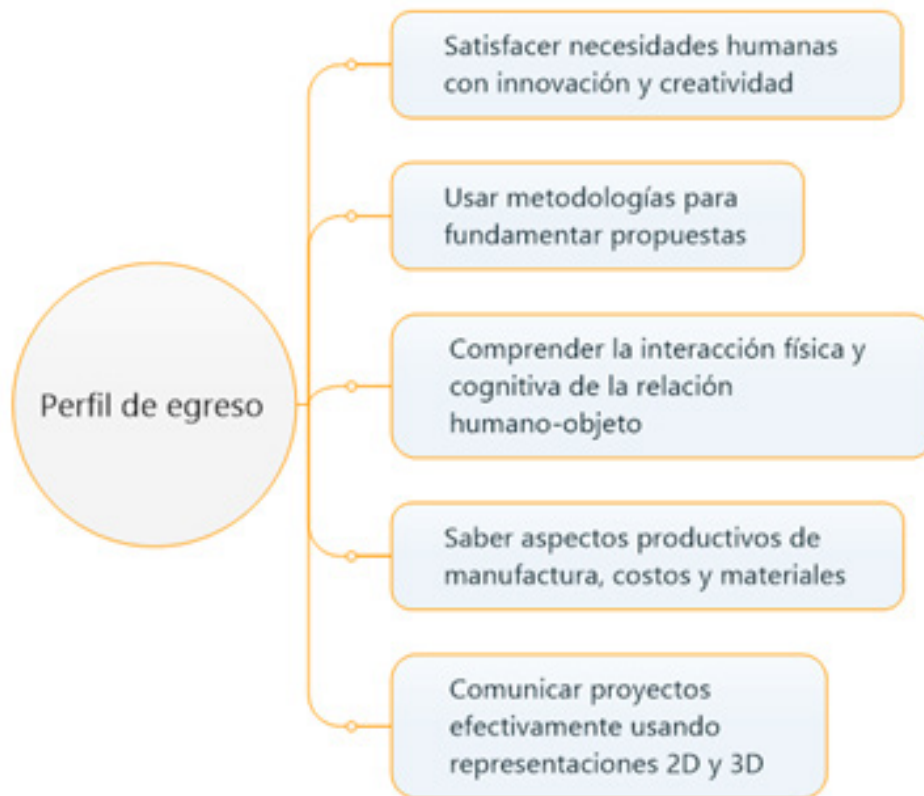 Perfil de egreso
Satisfacer necesidades humanas
con innovación y creatividad
Usar metodologías para
fundamentar propuestas
Comprender la interacción física y
cognitiva de la relación
humano-objeto
Saber aspectos productivos de
manufactura, costos y materiales
Comunicar proyectos
efectivamente usando
representaciones 2D y 3D